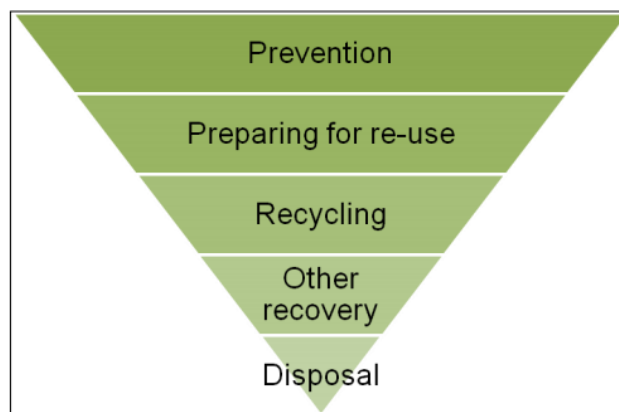 Prevention
Preparing for re-use
Recycling
Other
recovery
Disposal